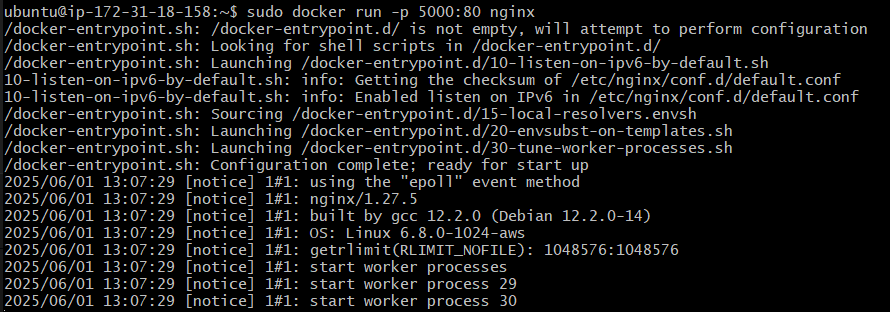 ubuntu@ip-172-31-18-158:~$ sudo docker run -p 5000:80 nginx
/docker-entrypoint.sh: /docker-entrypoint.d/ is not empty, will attempt to perform configuration
/docker-entrypoint.sh: Looking for shell scripts in /docker-entrypoint.d/
/docker-entrypoint.sh: Launching /docker-entrypoint.d/10-listen-on-ipv6-by-default.sh
10-listen-on-ipv6-by-default.sh: info: Getting the checksum of /etc/nginx/conf.d/default.conf
10-listen-on-ipv6-by-default.sh: info: Enabled listen on IPv6 in /etc/nginx/conf.d/default.conf
/docker-entrypoint.sh: Sourcing /docker-entrypoint.d/15-local-resolvers.envsh
/docker-entrypoint.sh: Launching /docker-entrypoint.d/20-envsubst-on-templates.sh
/docker-entrypoint.sh: Launching /docker-entrypoint.d/30-tune-worker-processes.sh
/docker-entrypoint.sh: Configuration complete; ready for start up
2025/06/01 13:07:29 [notice] 1#1: using the "epoll" event method
2025/06/01 13:07:29 [notice] 1#1: nginx/1.27.5
2025/06/01 13:07:29 [notice] 1#1: built by gcc 12.2.0 (Debian 12.2.0-14)
2025/06/01 13:07:29 [notice] 1#1: OS: Linux 6.8.0-1024-aws
2025/06/01 13:07:29 [notice] 1#1: getrlimit(RLIMIT_NOFILE): 1048576:1048576
2025/06/01 13:07:29 [notice] 1#1: start worker processes
2025/06/01 13:07:29 [notice] 1#1: start worker process 29
2025/06/01 13:07:29 [notice] 1#1: start worker process 30